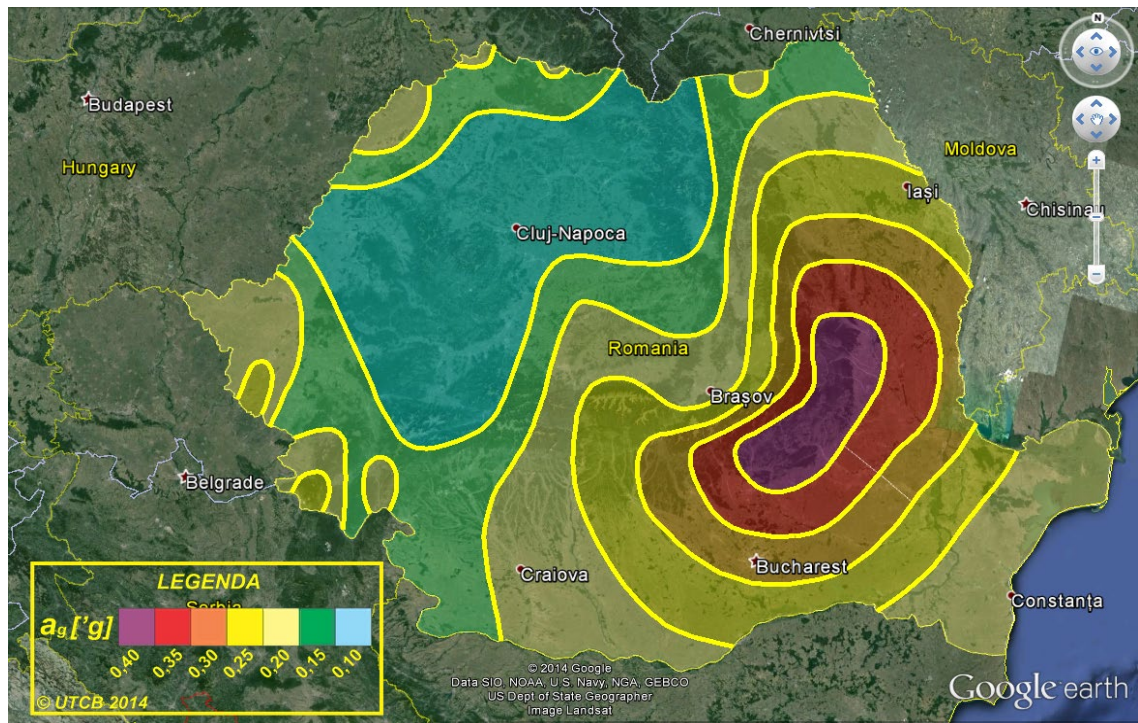 N
Chernivtsi
Budapest
Hungary
Moldova
Iași
Chisinau
Cluj-Napoca
Romania
Brașov
Belgrade
Bucharest
Craiova
Constanța
LEGENDA
Serbia
ag ['g]
0,40 0,35 0,30 0,25 0,20 0,15 0,10
© UTCB 2014
© 2014 Google
Data SIO, NOAA, U.S. Navy, NGA, GEBCO
US Dept of State Geographer
Image Landsat
Google earth